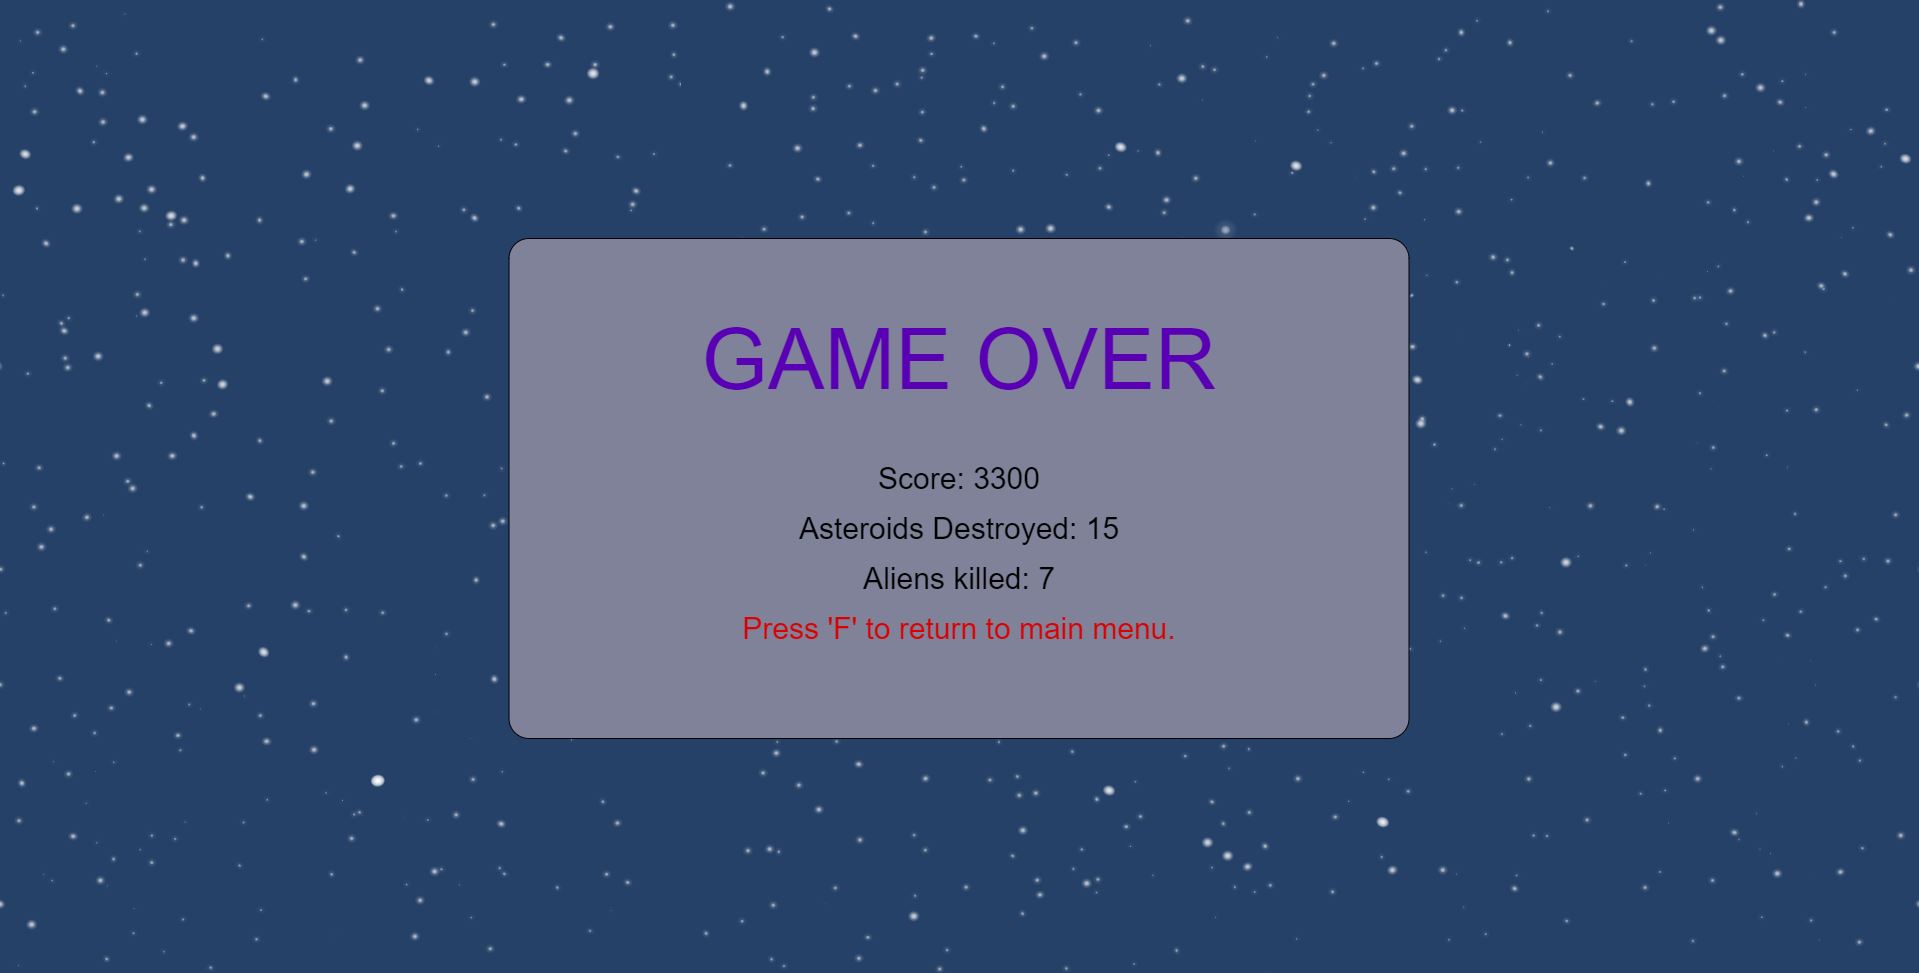 GAME OVER
Score: 3300
Asteroids Destroyed: 15
Aliens killed: 7
Press 'F' to return to main menu.